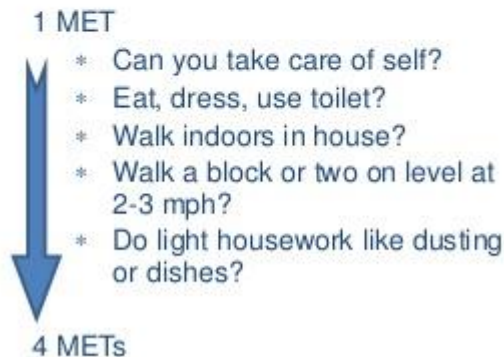 1 MET
* Can you take care of self?
* Eat, dress, use toilet?
* Walk indoors in house?
* Walk a block or two on level at
2-3 mph?
* Do light housework like dusting
or dishes?
4 METs